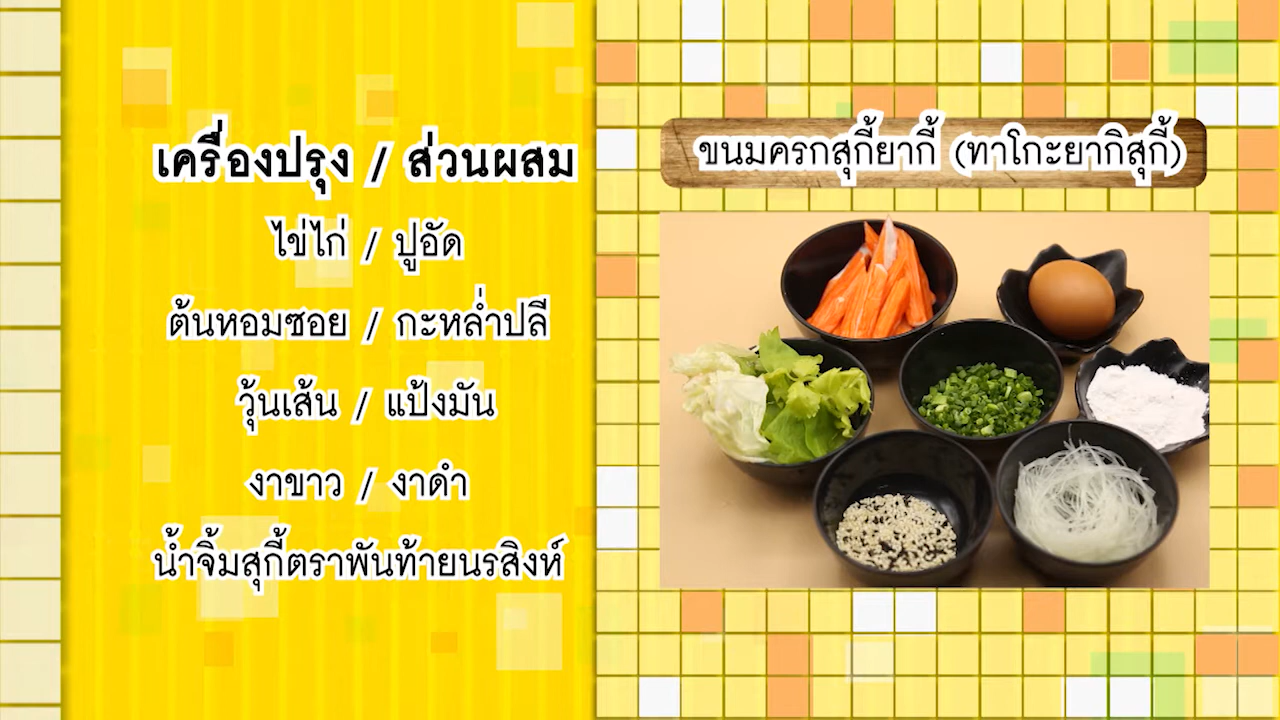 เครื่องปรุง / ส่วนผสม
ไข่ไก่ / ปูอัด
ต้นหอมซอย / กะหล่ำปลี
วุ้นเส้น / แป้งมัน
งาขาว / งาดำ
น้ำจิ้มสุกี้ตราพันท้ายนรสิงห์
ขนมครกสุกี้ยากี้ (ทาโกะยากิสุกี้)